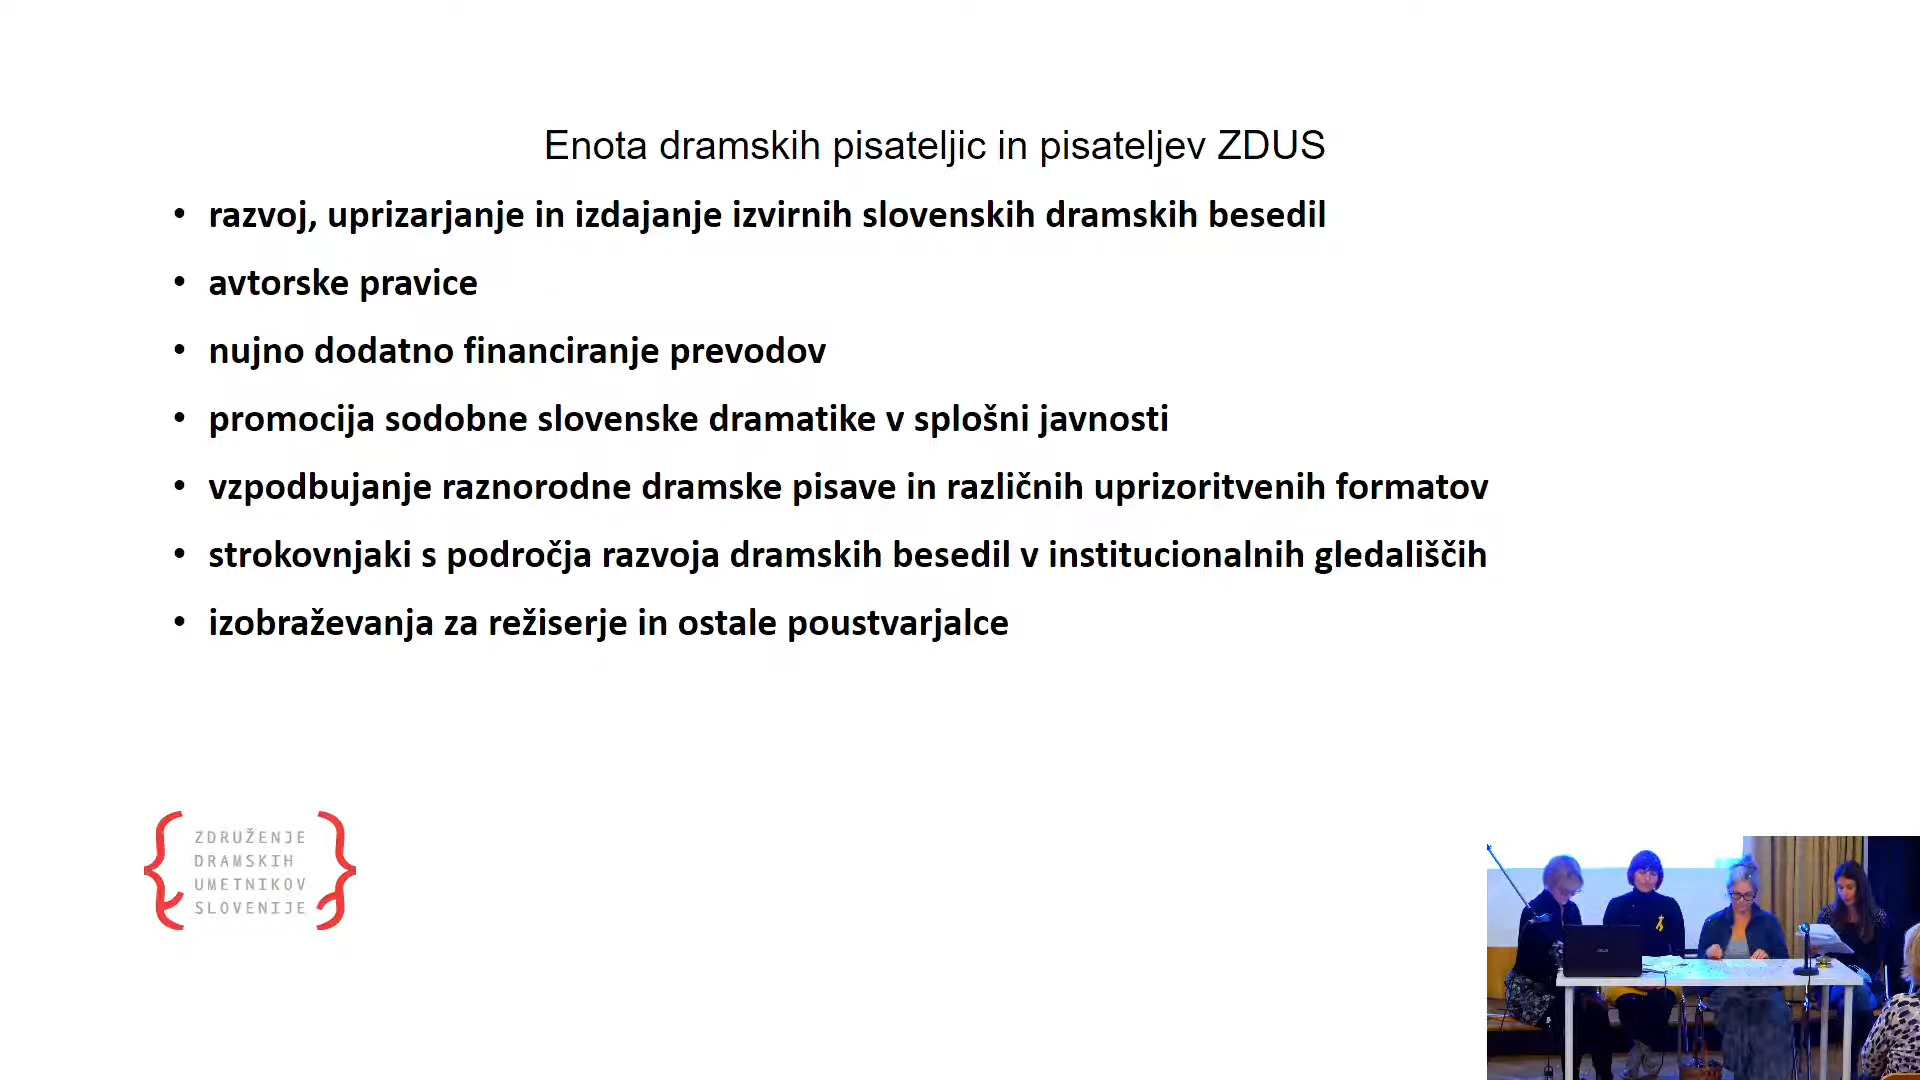 Enota dramskih pisateljic in pisateljev ZDUS
• razvoj, uprizarjanje in izdajanje izvirnih slovenskih dramskih besedil
• avtorske pravice
• nujno dodatno financiranje prevodov
• promocija sodobne slovenske dramatike v splošni javnosti
• vzpodbujanje raznorodne dramske pisave in različnih uprizoritvenih formatov
• strokovnjaki s področja razvoja dramskih besedil v institucionalnih gledališčih
• izobraževanja za režiserje in ostale poustvarjalce
ZDRUŽENJE
DRAMSKIH
UMETNIKOV
SLOVENIJE